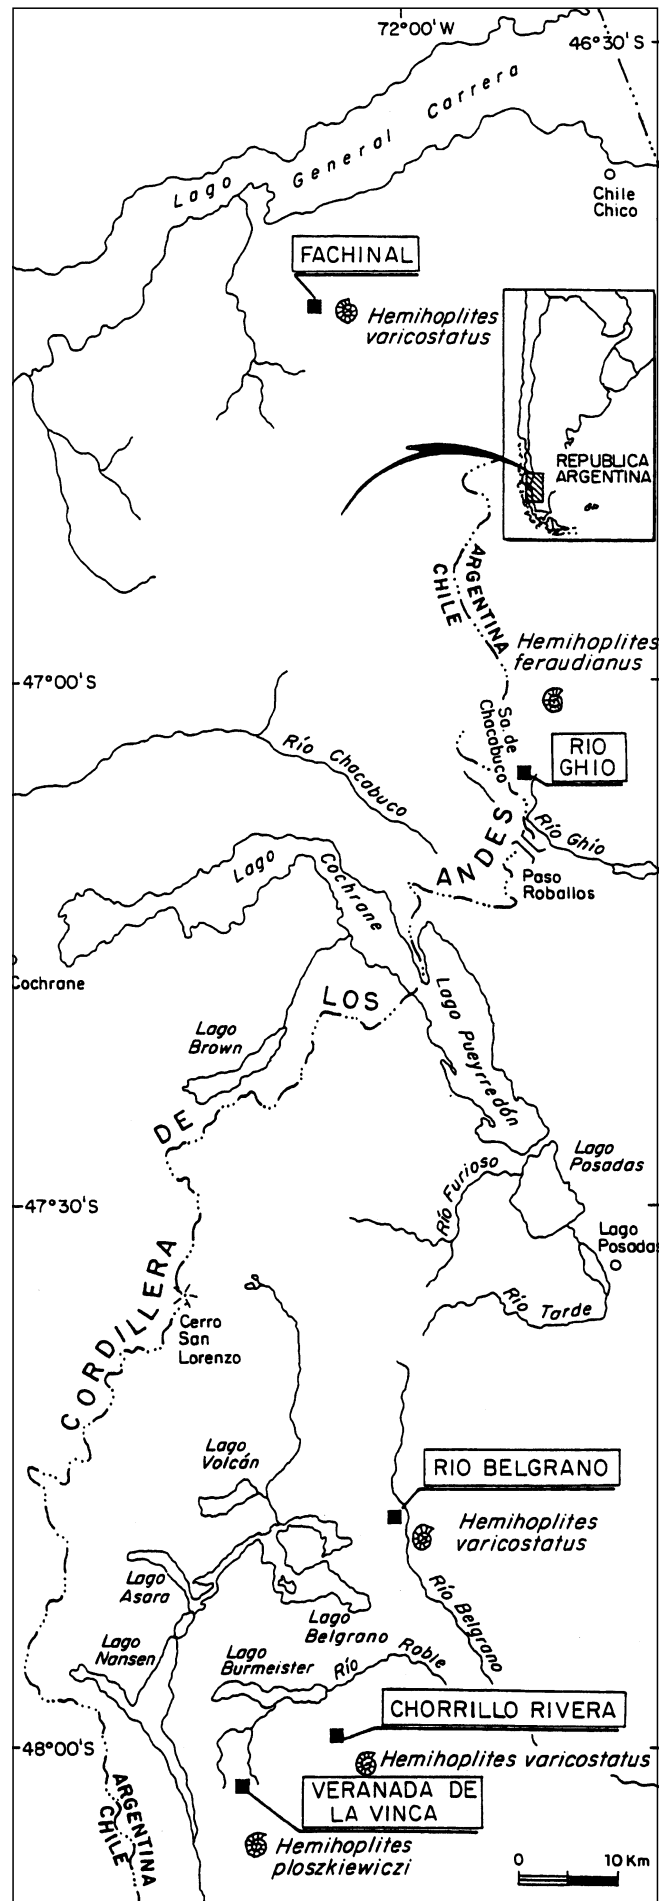 72°00'W
46°30'S
Lago General Carrera
Chile
Chico
FACHINAL
Hemihoplites
varicostatus
REPUBLICA
ARGENTINA
ARGENTINA
CHILE
Hemihoplites
feraudianus
47°00'S
Sa. de
Chacabuco
RIO
GHIO
Río Chacabuco
Río Ghío
Paso
Roballos
Lago Cochrane
Cochrane
CORDILLERA DE LOS ANDES
Lago
Brown
Lago Pueyrredón
Lago
Posadas
Río Furioso
47°30'S
Lago
Posadas
Río Tarde
Cerro
San
Lorenzo
Lago
Volcán
RIO BELGRANO
Hemihoplites
varicostatus
Lago
Asara
Río Belgrano
Lago
Belgrano
Lago
Nansen
Lago
Burmeister
Río Roble
CHORRILLO RIVERA
48°00'S
Hemihoplites varicostatus
VERANADA DE
LA VINCA
ARGENTINA
CHILE
Hemihoplites
ploszkiewiczi
0 10 Km